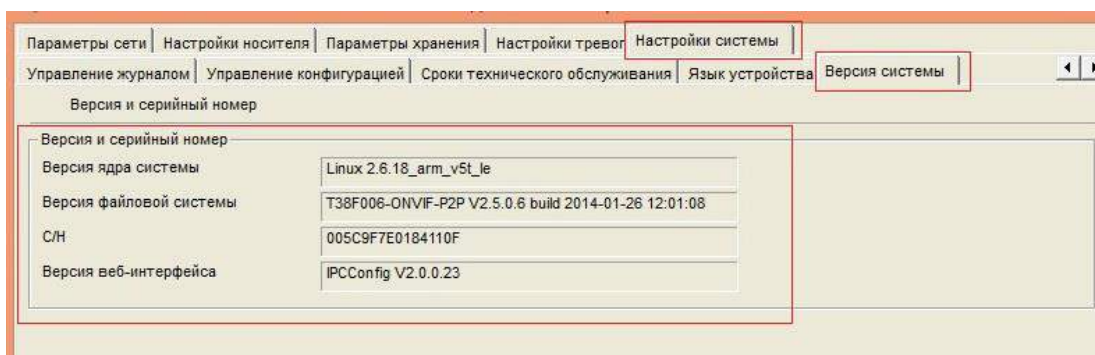 Параметры сети Настройки носителя Параметры хранения Настройки тревог Настройки системы
Управление журналом Управление конфигурацией Сроки технического обслуживания Язык устройства Версия системы
Версия и серийный номер
Версия и серийный номер
Версия ядра системы Linux 2.6.18_arm_v5t_le
Версия файловой системы T38F006-ONVIF-P2P V2.5.0.6 build 2014-01-26 12:01:08
С/Н 005C9F7E0184110F
Версия веб-интерфейса IPCConfig V2.0.0.23